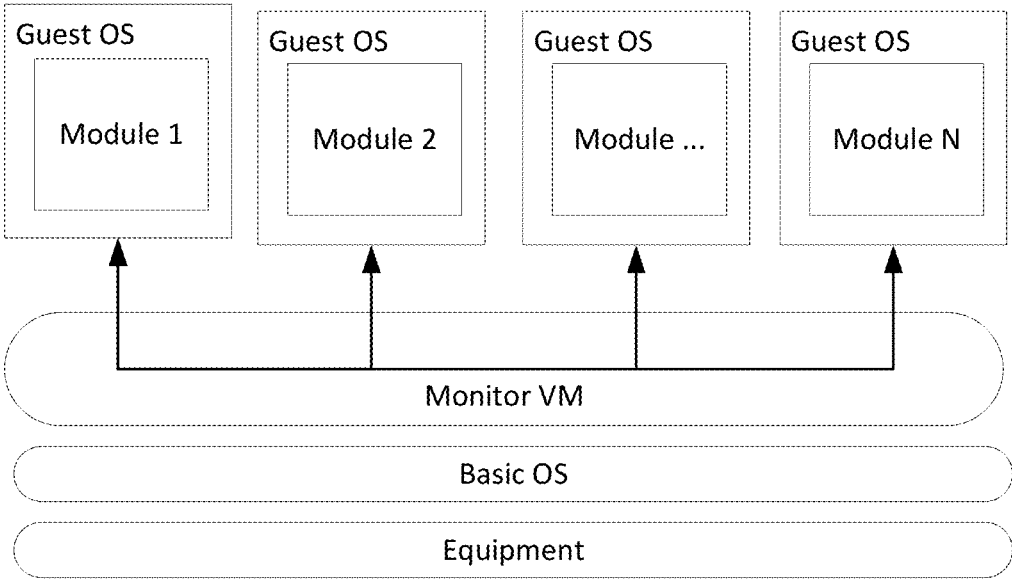 Guest OS
Module 1
Guest OS
Module 2
Guest OS
Module ...
Guest OS
Module N
Monitor VM
Basic OS
Equipment